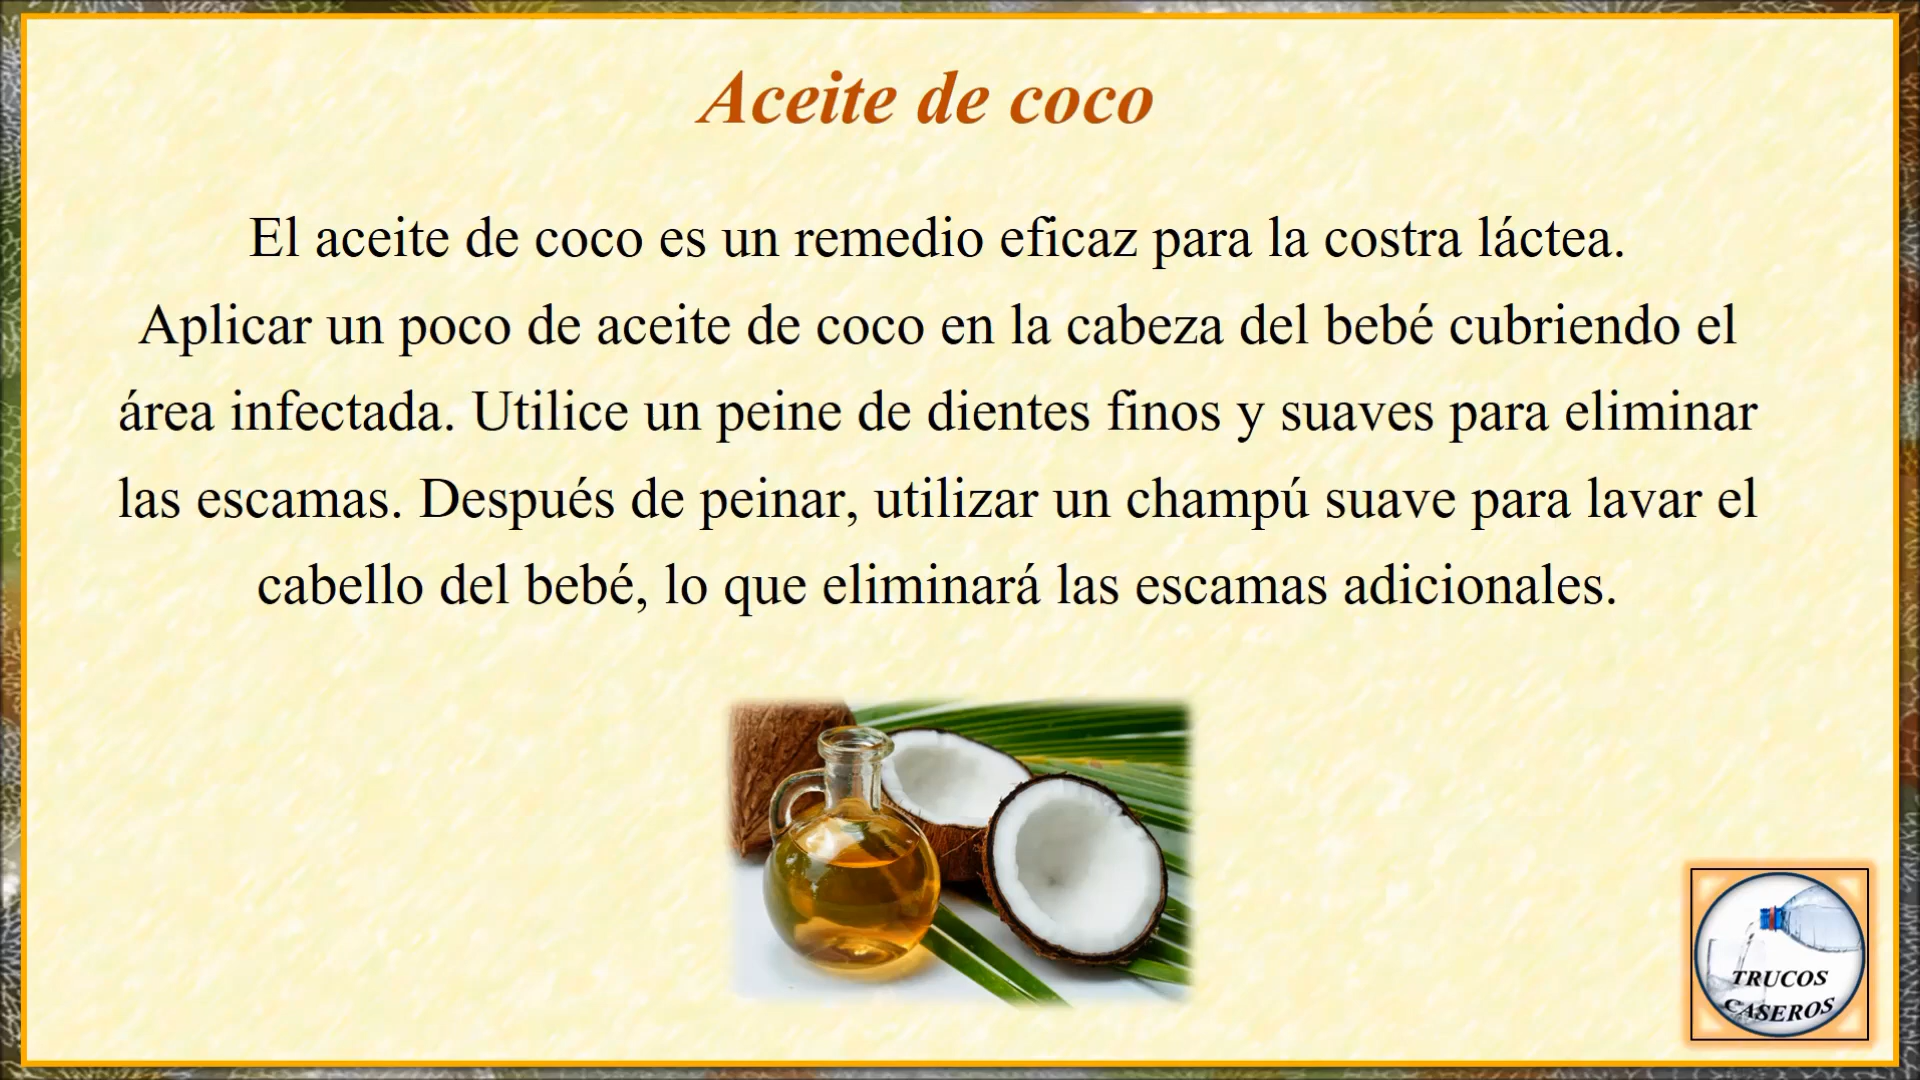 Aceite de coco
El aceite de coco es un remedio eficaz para la costra láctea.
Aplicar un poco de aceite de coco en la cabeza del bebé cubriendo el
área infectada. Utilice un peine de dientes finos y suaves para eliminar
las escamas. Después de peinar, utilizar un champú suave para lavar el
cabello del bebé, lo que eliminará las escamas adicionales.
TRUCOS
CASEROS